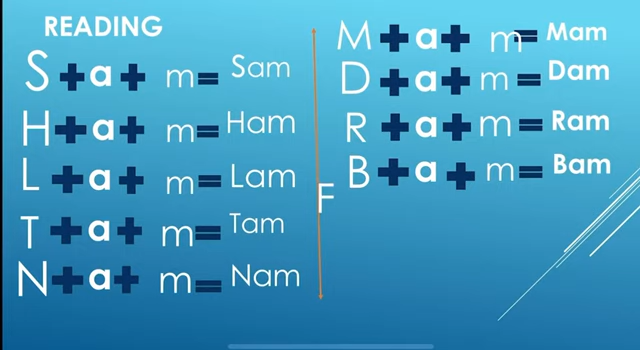 READING
S + a + m = Sam
H + a + m = Ham
L + a + m = Lam
T + a + m = Tam
N + a + m = Nam
F
M + a + m = Mam
D + a + m = Dam
R + a + m = Ram
B + a + m = Bam